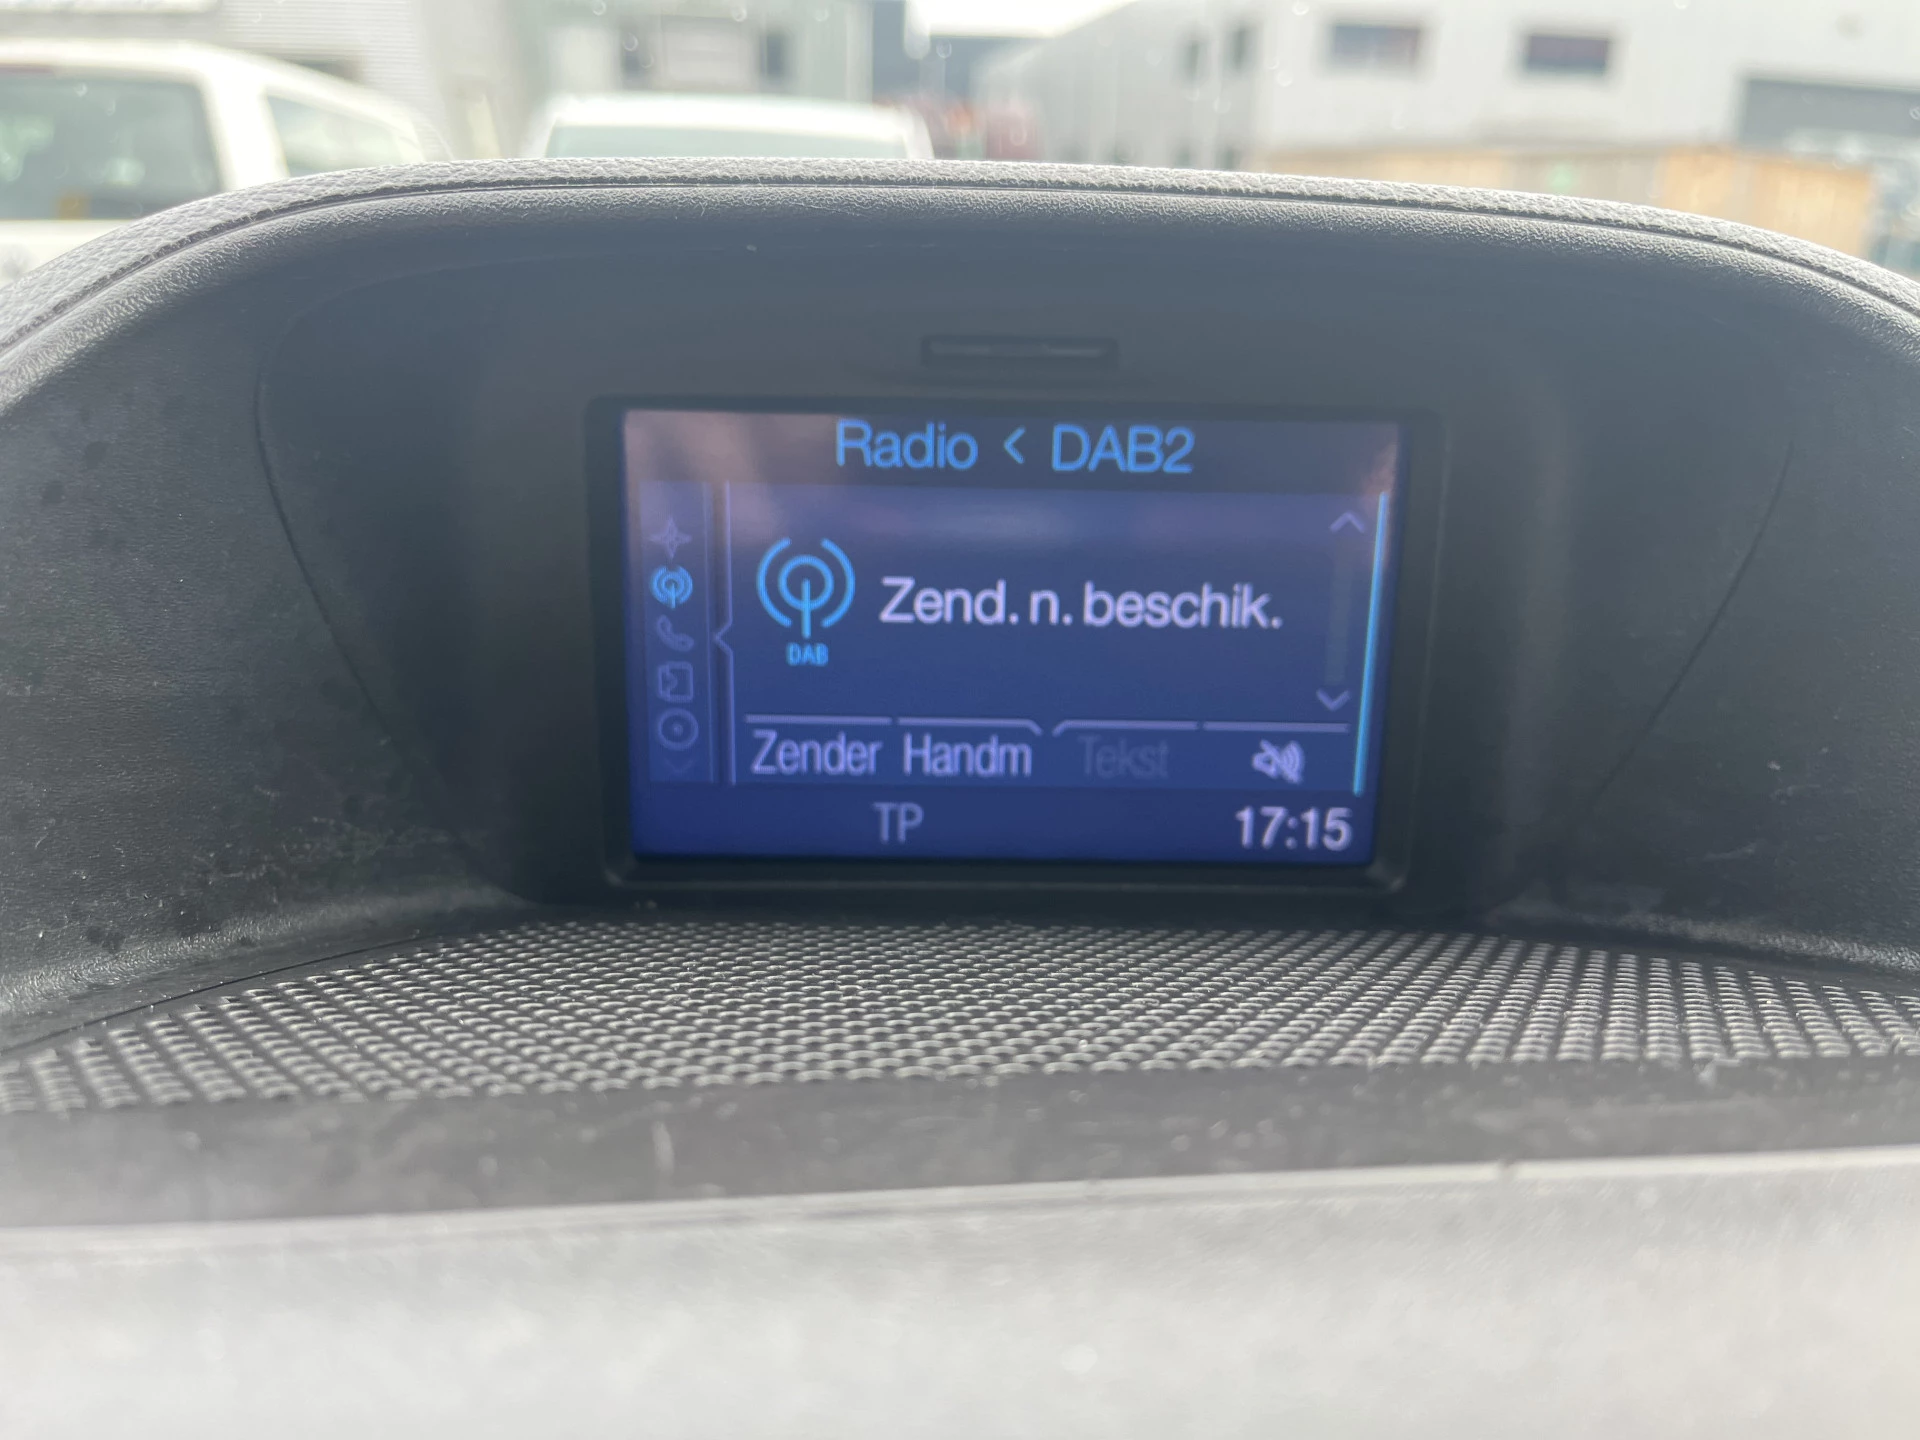 Radio < DAB2
Zend. n. beschik.
DAB
Zender Handm Tekst
TP 17:15